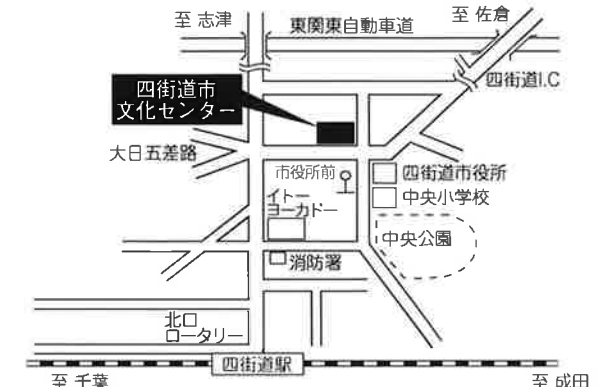 至 志津
東関東自動車道
至 佐倉
四街道I.C
四街道市
文化センター
大日五差路
市役所前
四街道市役所
イトー
ヨーカドー
中央小学校
中央公園
消防署
北口
ロータリー
四街道駅
至 千葉
至 成田